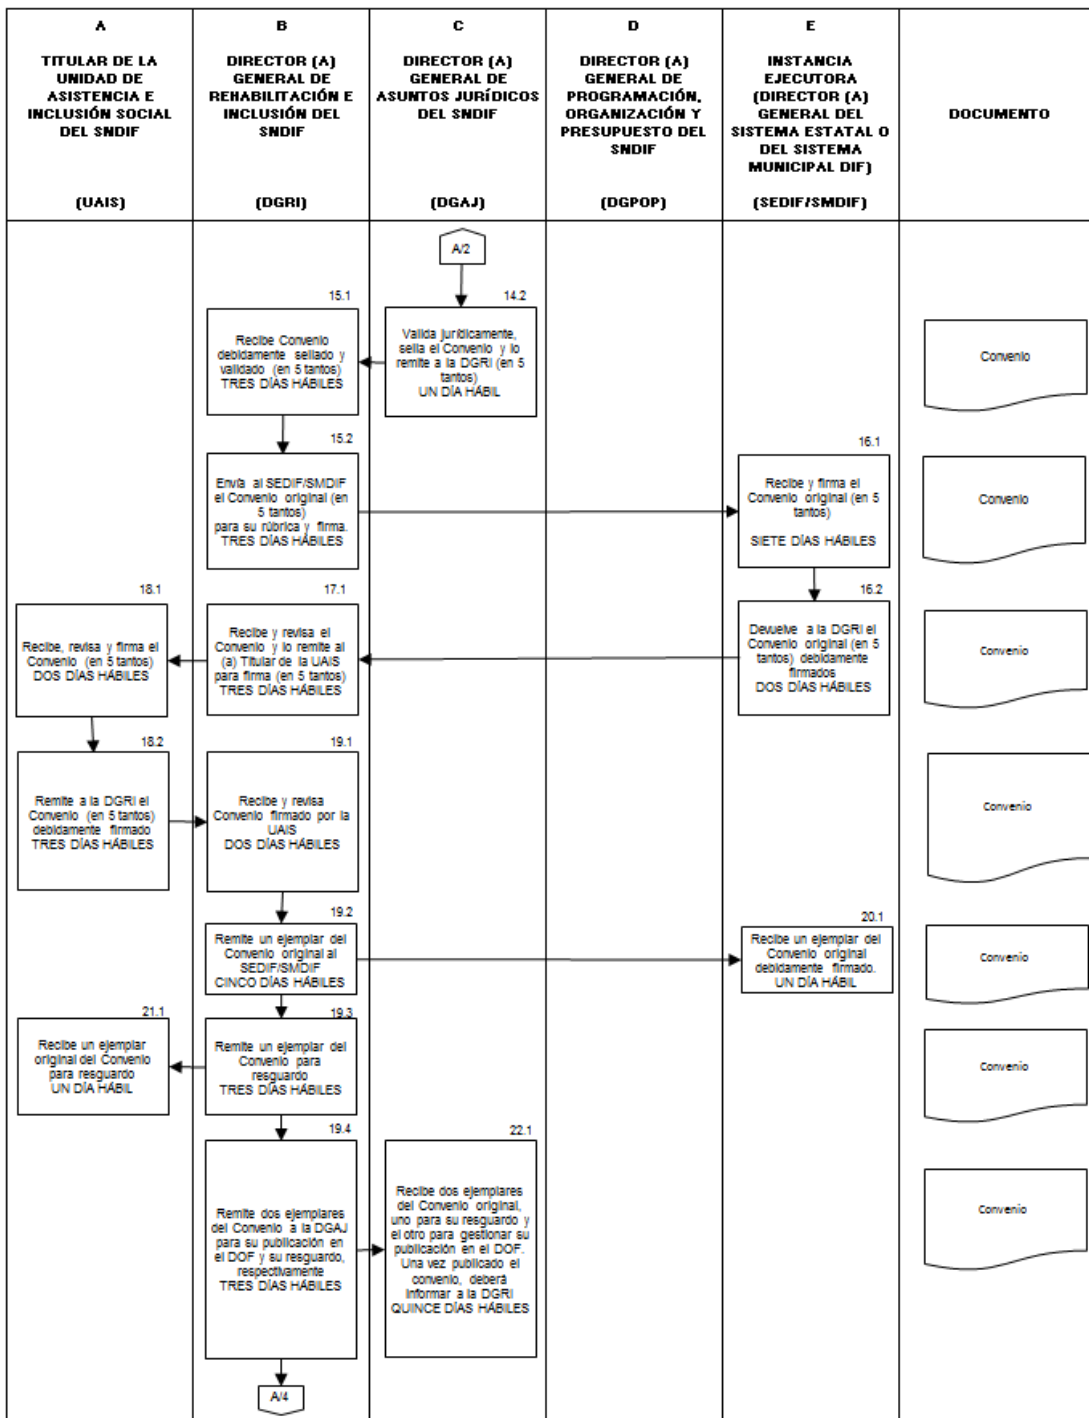 A
TITULAR DE LA
UNIDAD DE
ASISTENCIA E
INCLUSIÓN SOCIAL
DEL SNDIF
(UAIS)
B
DIRECTOR (A)
GENERAL DE
REHABILITACIÓN E
INCLUSIÓN DEL
SNDIF
(DGRI)
C
DIRECTOR (A)
GENERAL DE
ASUNTOS JURÍDICOS
DEL SNDIF
(DGAJ)
D
DIRECTOR (A)
GENERAL DE
PROGRAMACIÓN,
ORGANIZACIÓN Y
PRESUPUESTO DEL
SNDIF
(DGPOP)
E
INSTANCIA
EJECUTORA
(DIRECTOR (A)
GENERAL DEL
SISTEMA ESTATAL O
DEL SISTEMA
MUNICIPAL DIF)
(SEDIF/SMDIF)
DOCUMENTO
A/2
14.2
Valida jurídicamente,
sella el Convenio y lo
remite a la DGRI (en 5
tantos)
UN DÍA HÁBIL
15.1
Recibe Convenio
debidamente sellado y
validado (en 5 tantos)
TRES DÍAS HÁBILES
Convenio
15.2
Envía al SEDIF/SMDIF
el Convenio original (en
5 tantos)
para su rúbrica y firma.
TRES DÍAS HÁBILES
16.1
Recibe y firma el
Convenio original (en 5
tantos)
SIETE DÍAS HÁBILES
Convenio
16.2
Devuelve a la DGRI el
Convenio original (en 5
tantos) debidamente
firmados
DOS DÍAS HÁBILES
17.1
Recibe y revisa el
Convenio y lo remite al
(a) Titular de la UAIS
para firma (en 5 tantos)
TRES DÍAS HÁBILES
18.1
Recibe, revisa y firma el
Convenio (en 5 tantos)
DOS DÍAS HÁBILES
Convenio
18.2
Remite a la DGRI el
Convenio (en 5 tantos)
debidamente firmado
TRES DÍAS HÁBILES
19.1
Recibe y revisa
Convenio firmado por la
UAIS
DOS DÍAS HÁBILES
Convenio
19.2
Remite un ejemplar del
Convenio original al
SEDIF/SMDIF
CINCO DÍAS HÁBILES
20.1
Recibe un ejemplar del
Convenio original
debidamente firmado.
UN DÍA HÁBIL
Convenio
19.3
Remite un ejemplar del
Convenio para
resguardo
TRES DÍAS HÁBILES
21.1
Recibe un ejemplar
original del Convenio
para resguardo
UN DÍA HÁBIL
Convenio
19.4
Remite dos ejemplares
del Convenio a la DGAJ
para su publicación en
el DOF y su resguardo,
respectivamente
TRES DÍAS HÁBILES
22.1
Recibe dos ejemplares
del Convenio original,
uno para su resguardo y
el otro para gestionar su
publicación en el DOF.
Una vez publicado el
convenio, deberá
informar a la DGRI
QUINCE DÍAS HÁBILES
Convenio
A/4